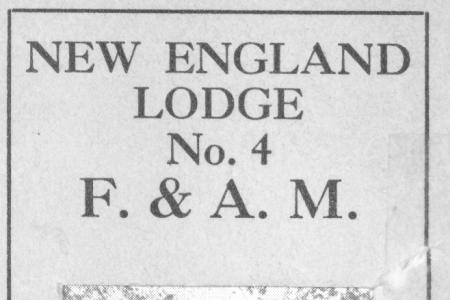 NEW ENGLAND
LODGE
No. 4
F. & A. M.